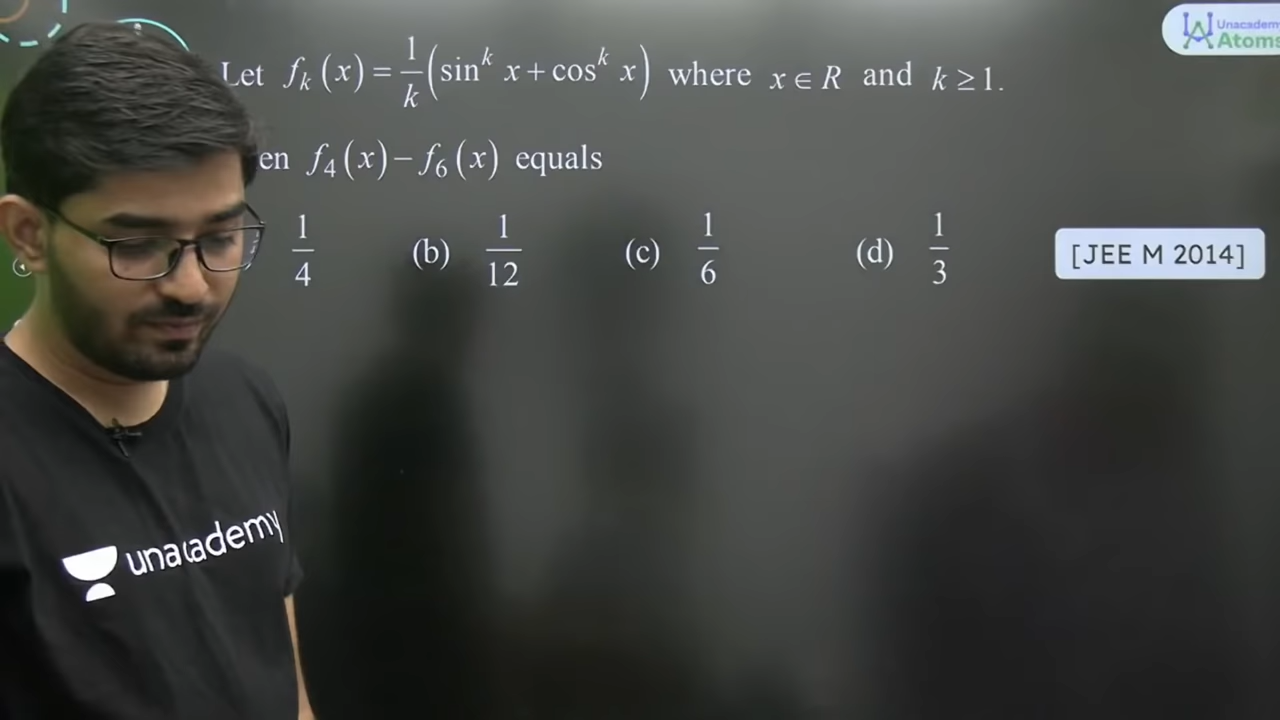 Unacademy
Atoms
Let f_k(x) = 1/k (sin^k x + cos^k x) where x ∈ R and k ≥ 1.
en f_4(x) − f_6(x) equals
1/4 (b) 1/12 (c) 1/6 (d) 1/3 [JEE M 2014]
unacademy